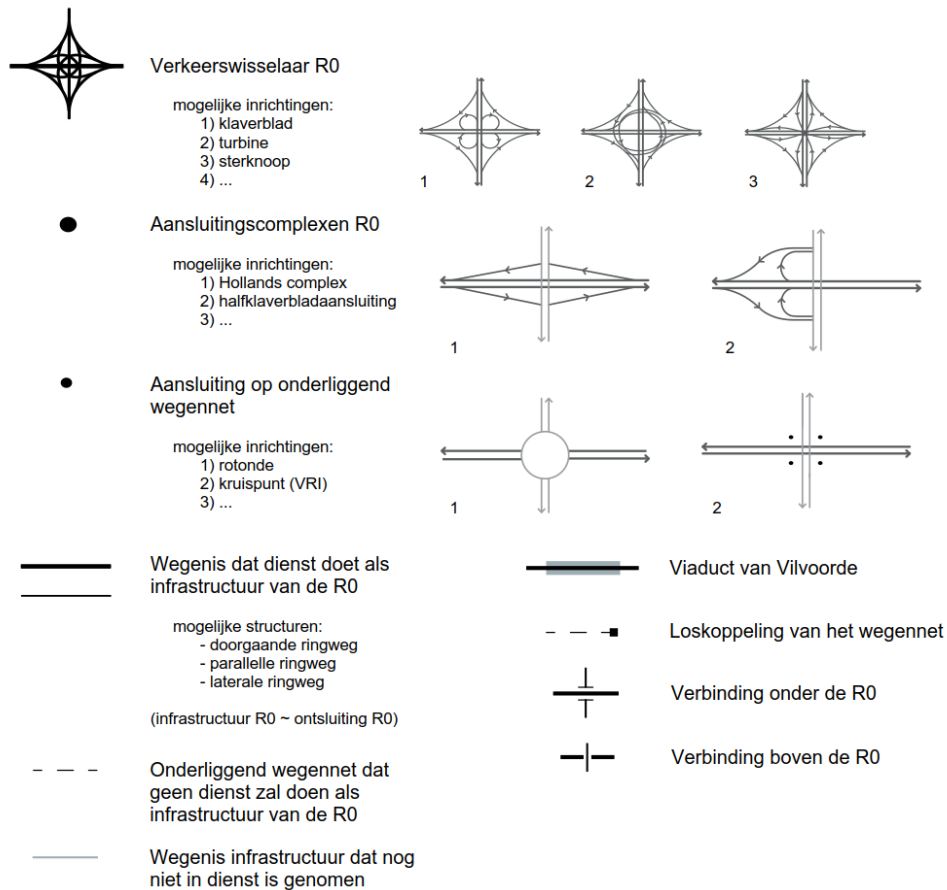 Verkeerswisselaar R0
mogelijke inrichtingen:
1) klaverblad
2) turbine
3) sterknoop
4) ...
1
2
3
Aansluitingscomplexen R0
mogelijke inrichtingen:
1) Hollands complex
2) halfklaverbladaansluiting
3) ...
1
2
Aansluiting op onderliggend
wegennet
mogelijke inrichtingen:
1) rotonde
2) kruispunt (VRI)
3) ...
1
2
Wegenis dat dienst doet als
infrastructuur van de R0
mogelijke structuren:
- doorgaande ringweg
- parallelle ringweg
- laterale ringweg
(infrastructuur R0 ~ ontsluiting R0)
Onderliggend wegennet dat
geen dienst zal doen als
infrastructuur van de R0
Wegenis infrastructuur dat nog
niet in dienst is genomen
Viaduct van Vilvoorde
Loskoppeling van het wegennet
Verbinding onder de R0
Verbinding boven de R0